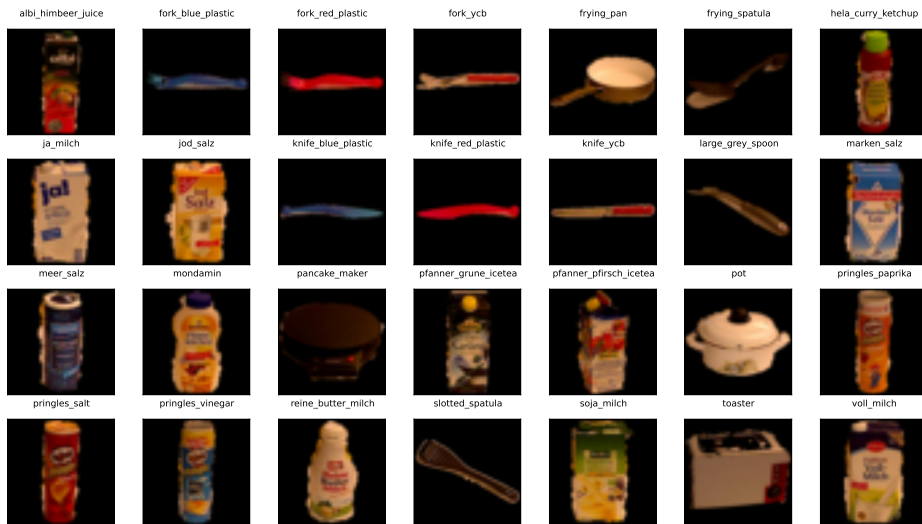 albi_himbeer_juice fork_blue_plastic fork_red_plastic fork_ycb frying_pan frying_spatula hela_curry_ketchup
ja_milch jod_salz knife_blue_plastic knife_red_plastic knife_ycb large_grey_spoon marken_salz
ja!
Salz
meer_salz mondamin pancake_maker pfanner_grune_icetea pfanner_pfirsch_icetea pot pringles_paprika
pringles_salt pringles_vinegar reine_butter_milch slotted_spatula soja_milch toaster voll_milch